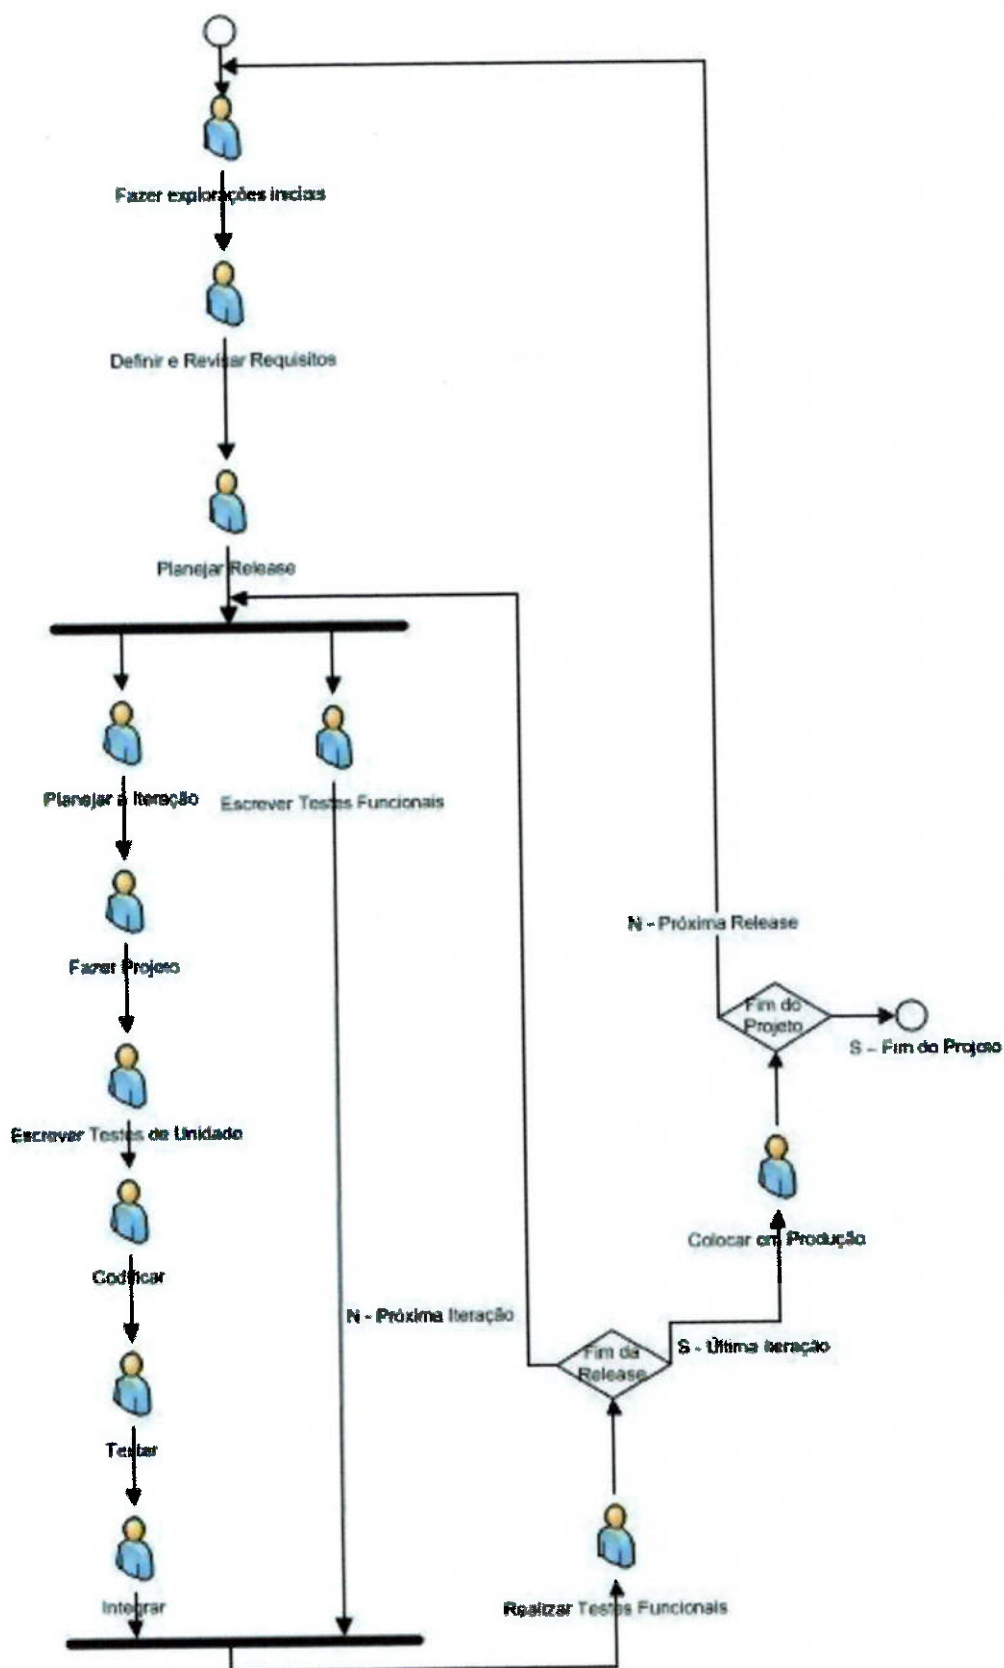 Fazer explorações iniciais
Definir e Revisar Requisitos
Planejar Release
Planejar a Iteração
Escrever Testes Funcionais
Fazer Projeto
Escrever Testes de Unidade
Codificar
Testar
Integrar
N - Próxima Iteração
Realizar Testes Funcionais
Fim da
Release
S - Última iteração
Colocar em Produção
Fim do
Projeto
S - Fim do Projeto
N - Próxima Release